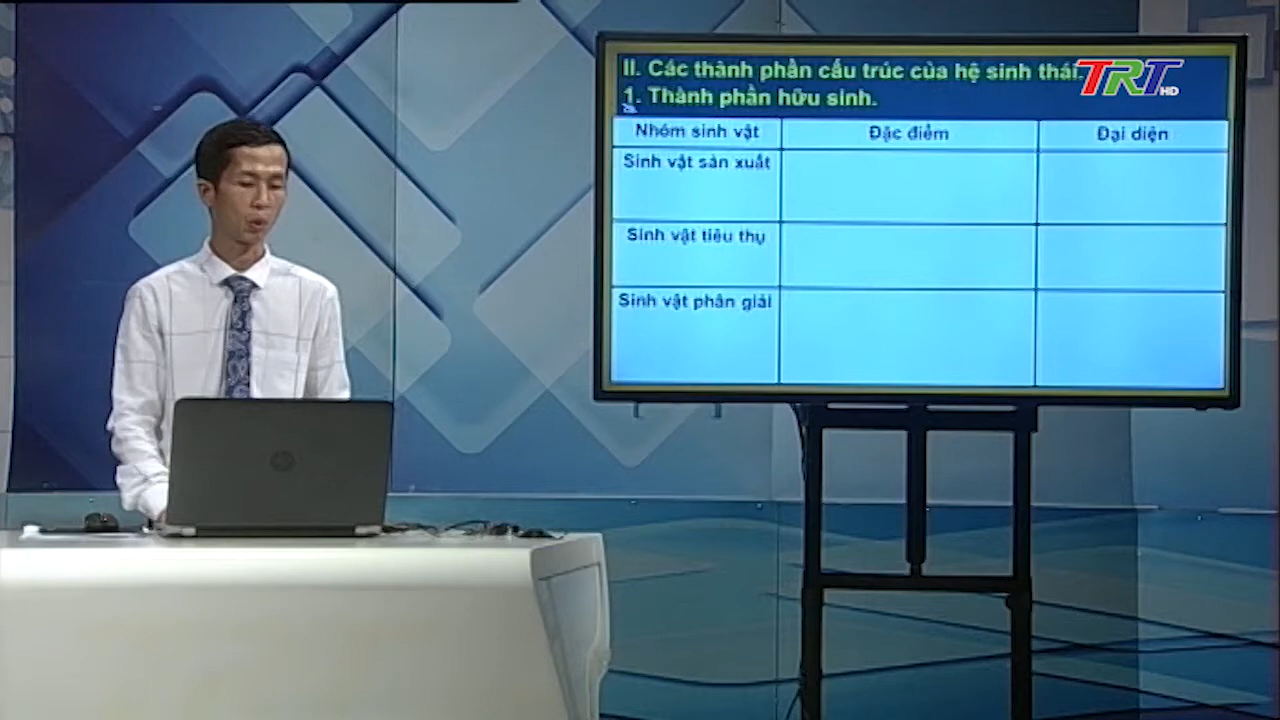 II. Các thành phần cấu trúc của hệ sinh thái.
TRT HD
1. Thành phần hữu sinh.
Nhóm sinh vật Đặc điểm Đại diện
Sinh vật sản xuất
Sinh vật tiêu thụ
Sinh vật phân giải